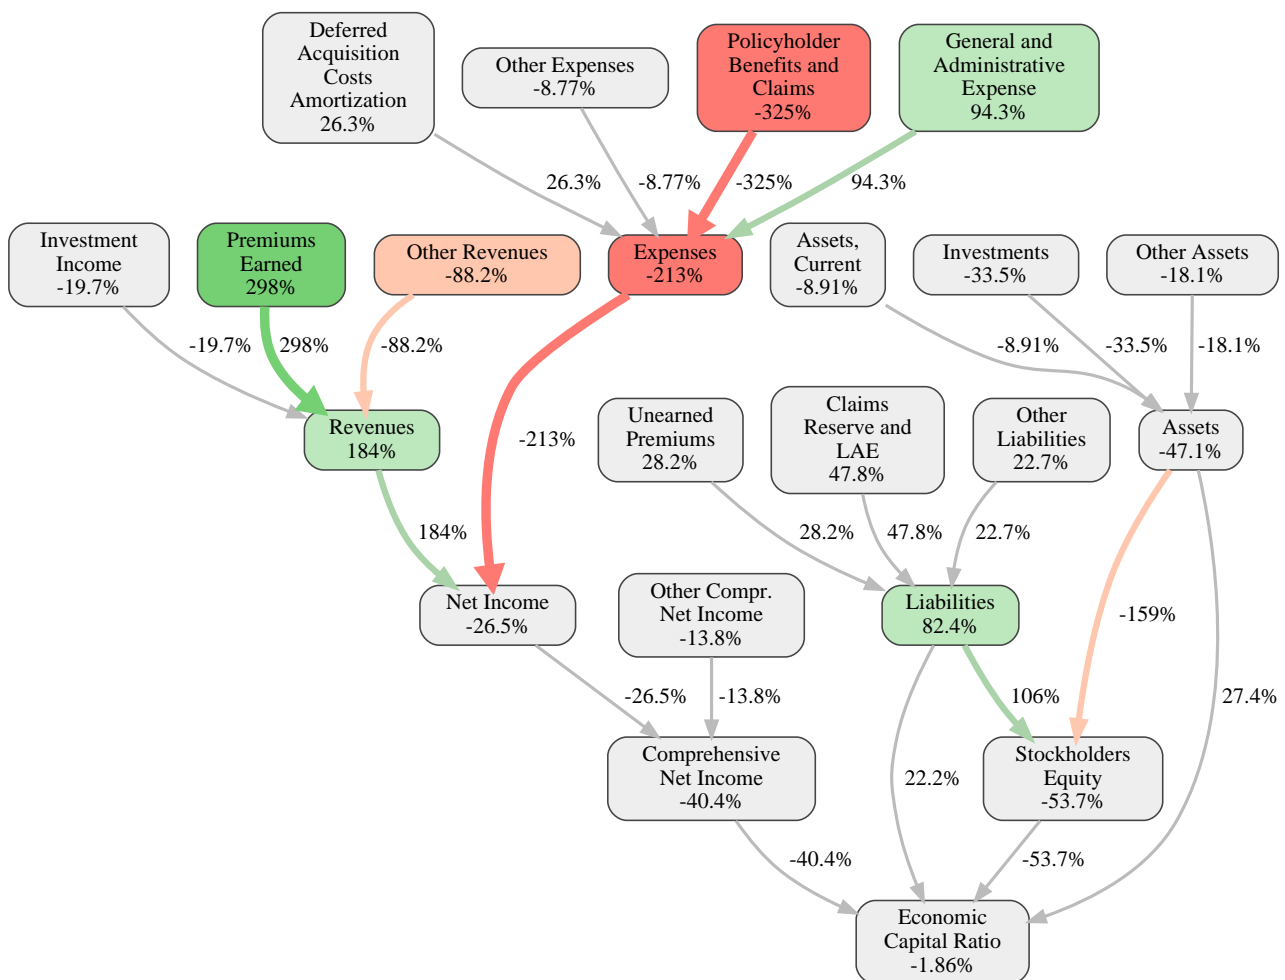 Deferred
Acquisition
Costs
Amortization
26.3%
Other Expenses
-8.77%
Policyholder
Benefits and
Claims
-325%
General and
Administrative
Expense
94.3%
26.3%
-8.77%
-325%
94.3%
Investment
Income
-19.7%
Premiums
Earned
298%
Other Revenues
-88.2%
Expenses
-213%
Assets,
Current
-8.91%
Investments
-33.5%
Other Assets
-18.1%
-19.7%
298%
-88.2%
-8.91%
-33.5%
-18.1%
Revenues
184%
-213%
Unearned
Premiums
28.2%
Claims
Reserve and
LAE
47.8%
Other
Liabilities
22.7%
Assets
-47.1%
184%
28.2%
47.8%
22.7%
Net Income
-26.5%
Other Compr.
Net Income
-13.8%
Liabilities
82.4%
-159%
-26.5%
-13.8%
106%
27.4%
Comprehensive
Net Income
-40.4%
22.2%
Stockholders
Equity
-53.7%
-40.4%
-53.7%
Economic
Capital Ratio
-1.86%